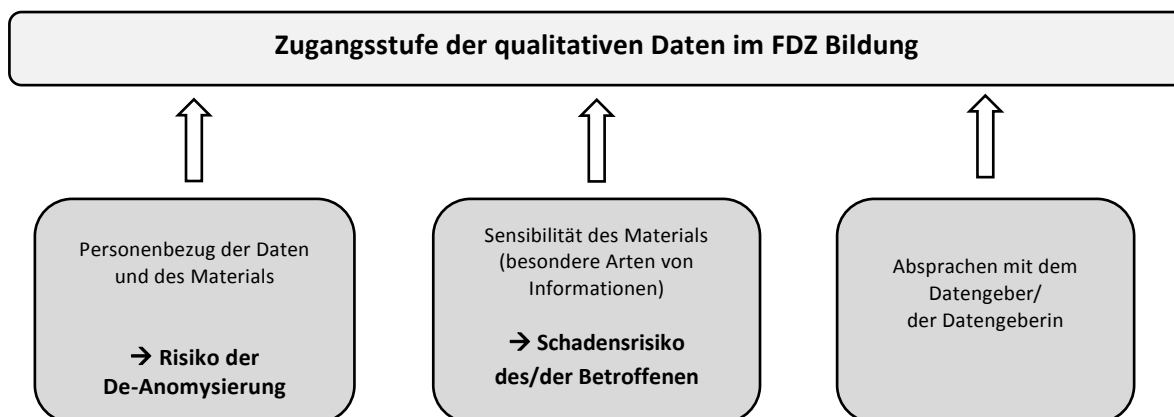 Zugangsstufe der qualitativen Daten im FDZ Bildung
Personenbezug der Daten
und des Materials
→ Risiko der
De-Anomysierung
Sensibilität des Materials
(besondere Arten von
Informationen)
→ Schadensrisiko
des/der Betroffenen
Absprachen mit dem
Datengeber/
der Datengeberin